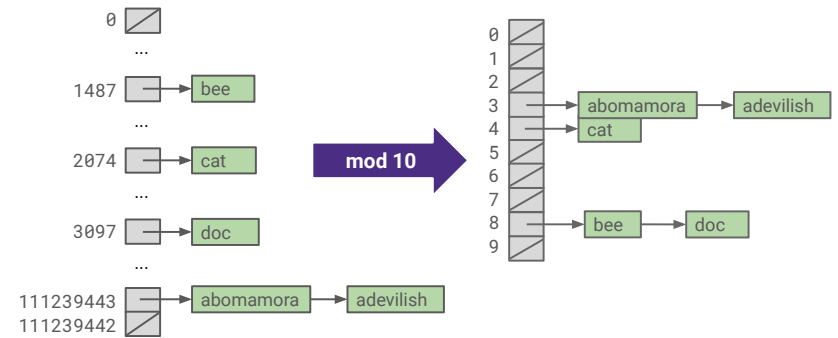 0
...
1487 bee
...
2074 cat
...
3097 doc
...
111239443 abomamora adevilish
111239442
mod 10
0
1
2
3 abomamora adevilish
4 cat
5
6
7
8 bee doc
9